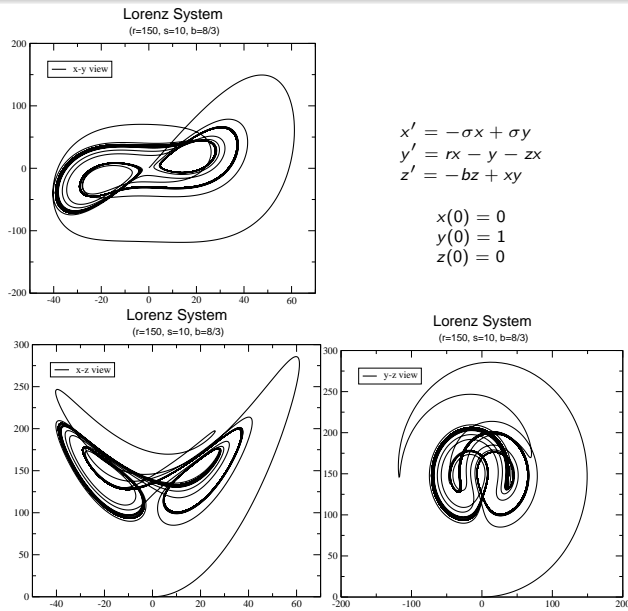 Lorenz System
(r=150, s=10, b=8/3)
200
100
0
-100
-200
x-y view
-40 -20 0 20 40 60
x′ = −σx + σy
y′ = rx − y − zx
z′ = −bz + xy
x(0) = 0
y(0) = 1
z(0) = 0
Lorenz System
(r=150, s=10, b=8/3)
300
250
200
150
100
50
0
x-z view
-40 -20 0 20 40 60
Lorenz System
(r=150, s=10, b=8/3)
300
250
200
150
100
50
0
y-z view
-200 -100 0 100 200